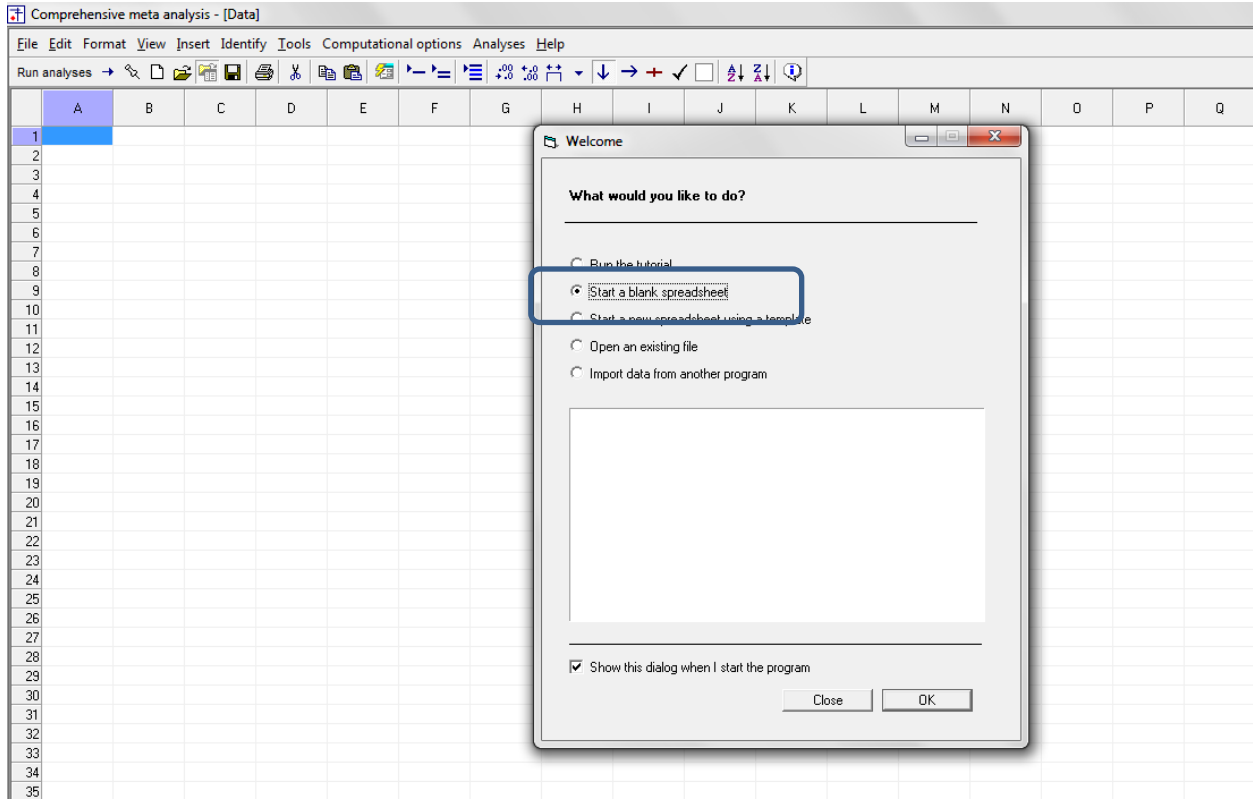 Comprehensive meta analysis - [Data]
File Edit Format View Insert Identify Tools Computational options Analyses Help
Run analyses
A B C D E F G H I J K L M N O P Q
1
2
3
4
5
6
7
8
9
10
11
12
13
14
15
16
17
18
19
20
21
22
23
24
25
26
27
28
29
30
31
32
33
34
35
Welcome
What would you like to do?
Run the tutorial
Start a blank spreadsheet
Start a new spreadsheet using a template
Open an existing file
Import data from another program
Show this dialog when I start the program
Close OK